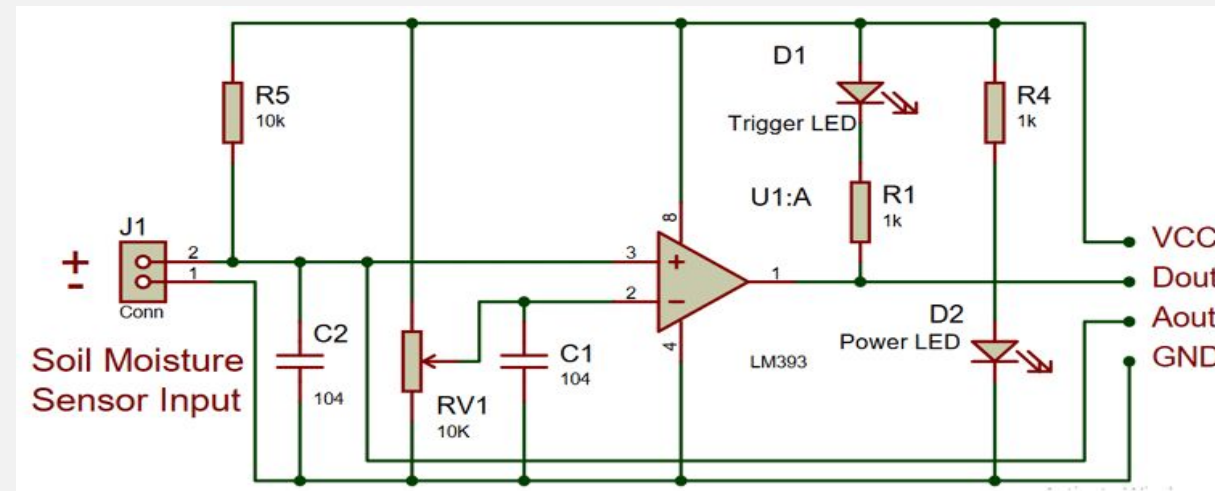 D1
R5
10k
R4
1k
Trigger LED
U1:A
R1
1k
J1
8
VCC
+
-
2
1
3
+
2
−
1
Dout
Conn
C2
D2
Aout
Power LED
4
Soil Moisture
Sensor Input
C1
104
LM393
GND
104
RV1
10K